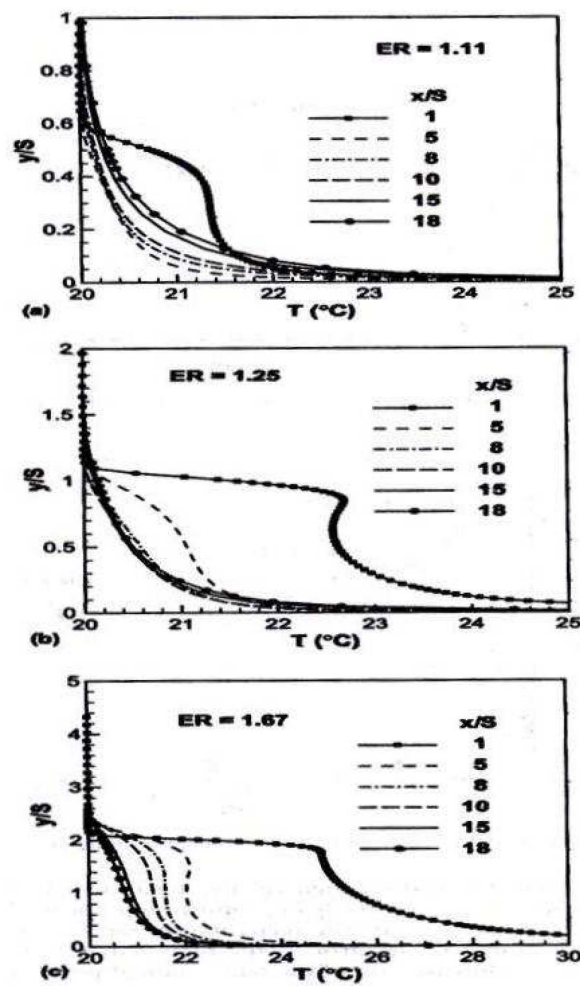 1
ER = 1.11
0.8
x/S
1
0.6
5
8
y/S
10
0.4
15
18
0.2
0
20 21 22 23 24 25
(a) T (°C)
2
ER = 1.25
x/S
1
1.5
5
8
y/S
10
1
15
18
0.5
0
20 21 22 23 24 25
(b) T (°C)
5
ER = 1.67
x/S
4
1
5
3
8
y/S
10
2
15
18
1
0
20 22 24 26 28 30
(c) T (°C)